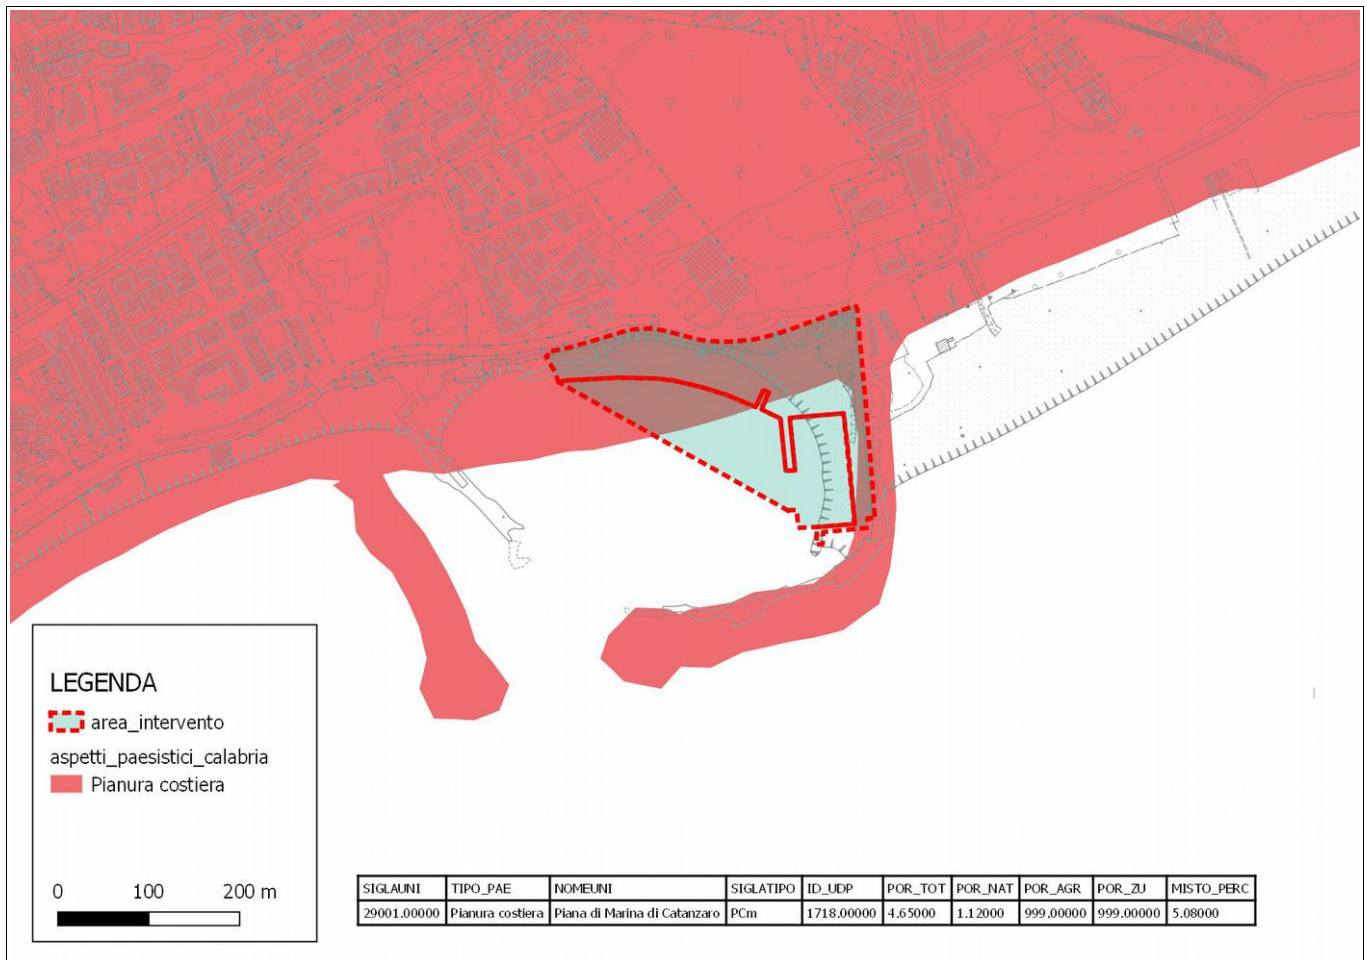 LEGENDA
area_intervento
aspetti_paesistici_calabria
Pianura costiera
0 100 200 m
SIGLAUNI TIPO_PAE NOMEUNI SIGLATIPO ID_UDP POR_TOT POR_NAT POR_AGR POR_ZU MISTO_PERC
29001.00000 Pianura costiera Piana di Marina di Catanzaro PCm 1718.00000 4.65000 1.12000 999.00000 999.00000 5.08000